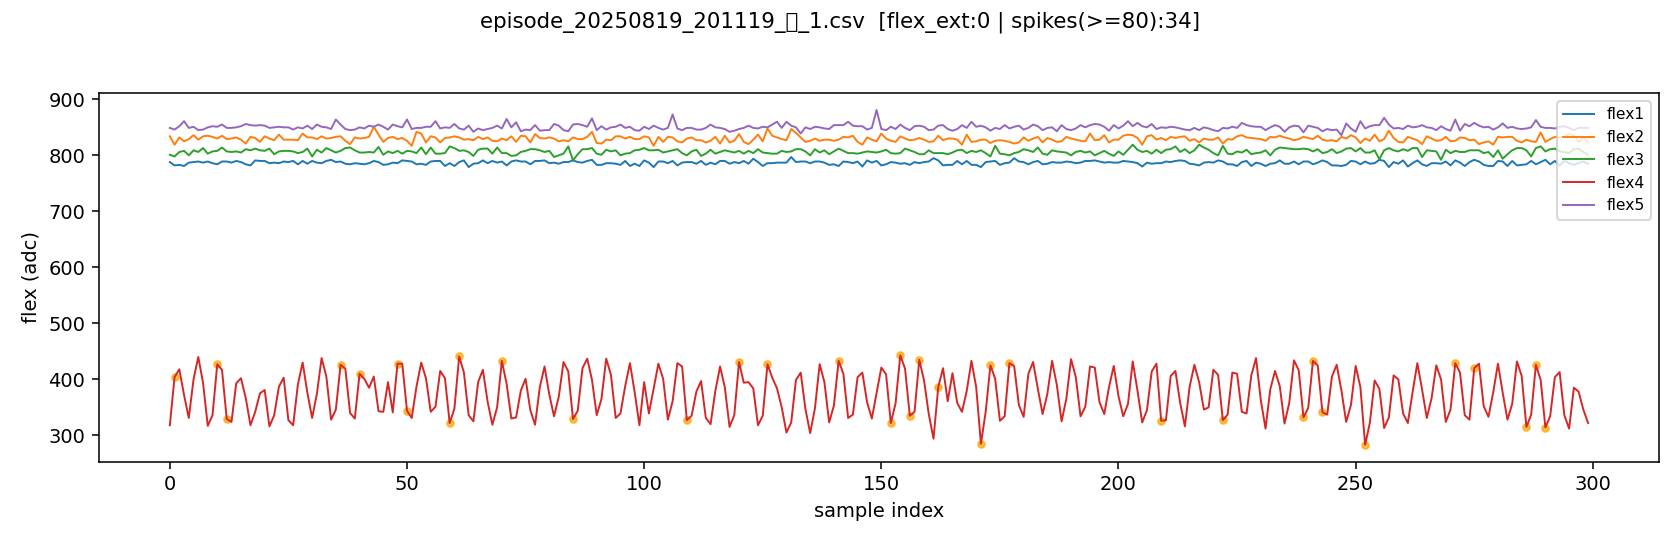 episode_20250819_201119_▯_1.csv [flex_ext:0 | spikes(>=80):34]
flex (adc)
900
800
700
600
500
400
300
flex1
flex2
flex3
flex4
flex5
0
50
100
150
200
250
300
sample index